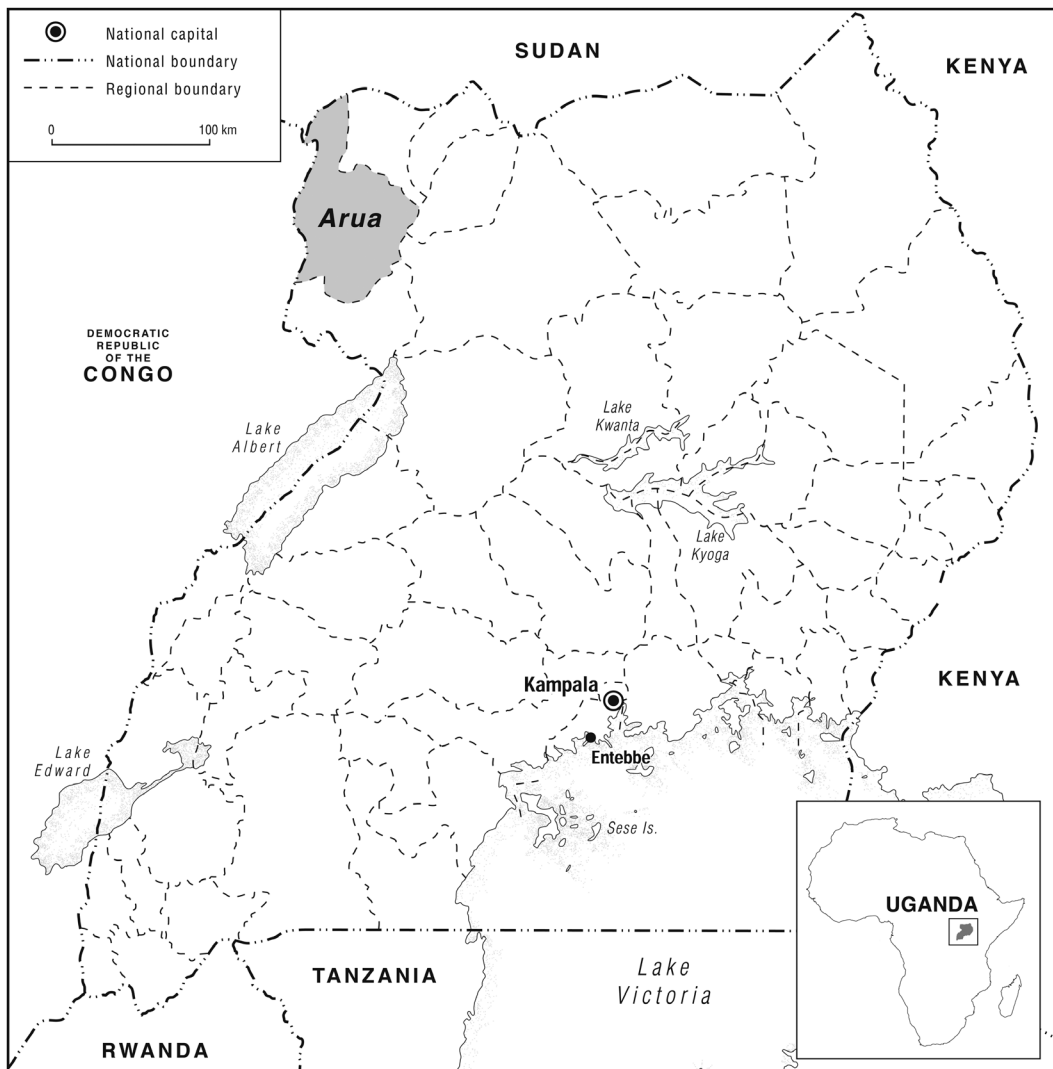 National capital
National boundary
Regional boundary
0 100 km
SUDAN
KENYA
Arua
DEMOCRATIC
REPUBLIC
OF THE
CONGO
Lake
Albert
Lake
Kwanta
Lake
Kyoga
Kampala
Entebbe
KENYA
Lake
Edward
Sese Is.
UGANDA
TANZANIA
Lake
Victoria
RWANDA